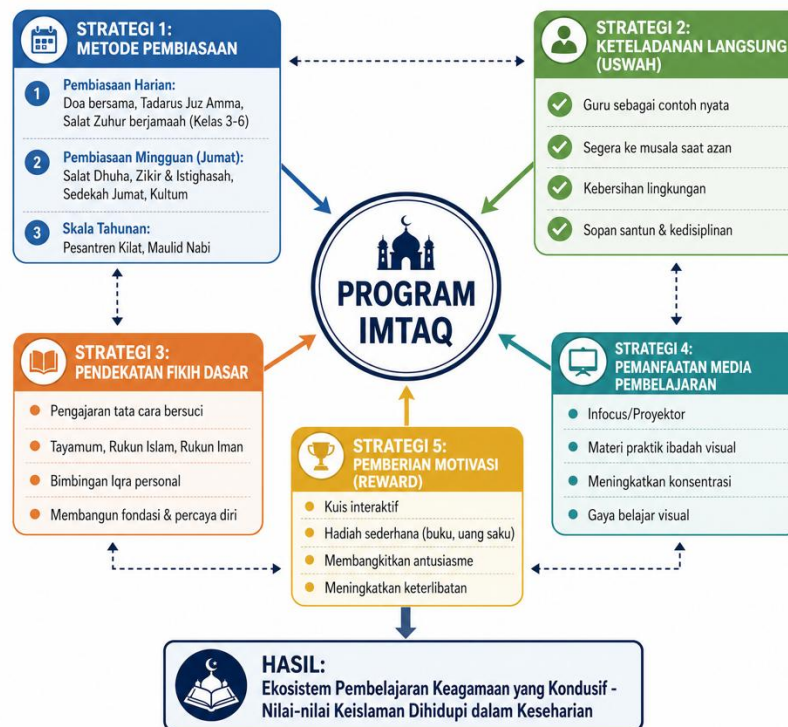 STRATEGI 1:
METODE PEMBIASAAN
1
Pembiasaan Harian:
Doa bersama, Tadarus Juz Amma,
Salat Zuhur berjamaah (Kelas 3-6)
2
Pembiasaan Mingguan (Jumat):
Salat Dhuha, Zikir & Istighasah,
Sedekah Jumat, Kultum
3
Skala Tahunan:
Pesantren Kilat, Maulid Nabi
STRATEGI 2:
KETELADANAN LANGSUNG
(USWAH)
Guru sebagai contoh nyata
Segera ke musala saat azan
Kebersihan lingkungan
Sopan santun & kedisiplinan
PROGRAM
IMTAQ
STRATEGI 3:
PENDEKATAN FIKIH DASAR
Pengajaran tata cara bersuci
Tayamum, Rukun Islam, Rukun Iman
Bimbingan Iqra personal
Membangun fondasi & percaya diri
STRATEGI 4:
PEMANFAATAN MEDIA
PEMBELAJARAN
Infocus/Proyektor
Materi praktik ibadah visual
Meningkatkan konsentrasi
Gaya belajar visual
STRATEGI 5:
PEMBERIAN MOTIVASI
(REWARD)
Kuis interaktif
Hadiah sederhana (buku, uang saku)
Membangkitkan antusiasme
Meningkatkan keterlibatan
HASIL:
Ekosistem Pembelajaran Keagamaan yang Kondusif -
Nilai-nilai Keislaman Dihidupi dalam Keseharian